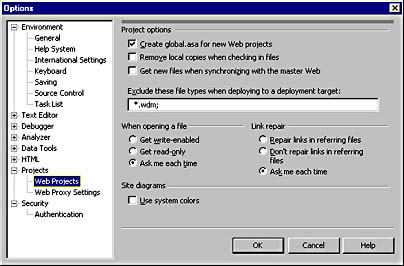 Options
Environment
General
Help System
International Settings
Keyboard
Saving
Source Control
Task List
Text Editor
Debugger
Analyzer
Data Tools
HTML
Projects
Web Projects
Web Proxy Settings
Security
Authentication
Project options
Create global.asa for new Web projects
Remove local copies when checking in files
Get new files when synchronizing with the master Web
Exclude these file types when deploying to a deployment target:
*.wdm;
When opening a file
Get write-enabled
Get read-only
Ask me each time
Link repair
Repair links in referring files
Don't repair links in referring
files
Ask me each time
Site diagrams
Use system colors
OK
Cancel
Help